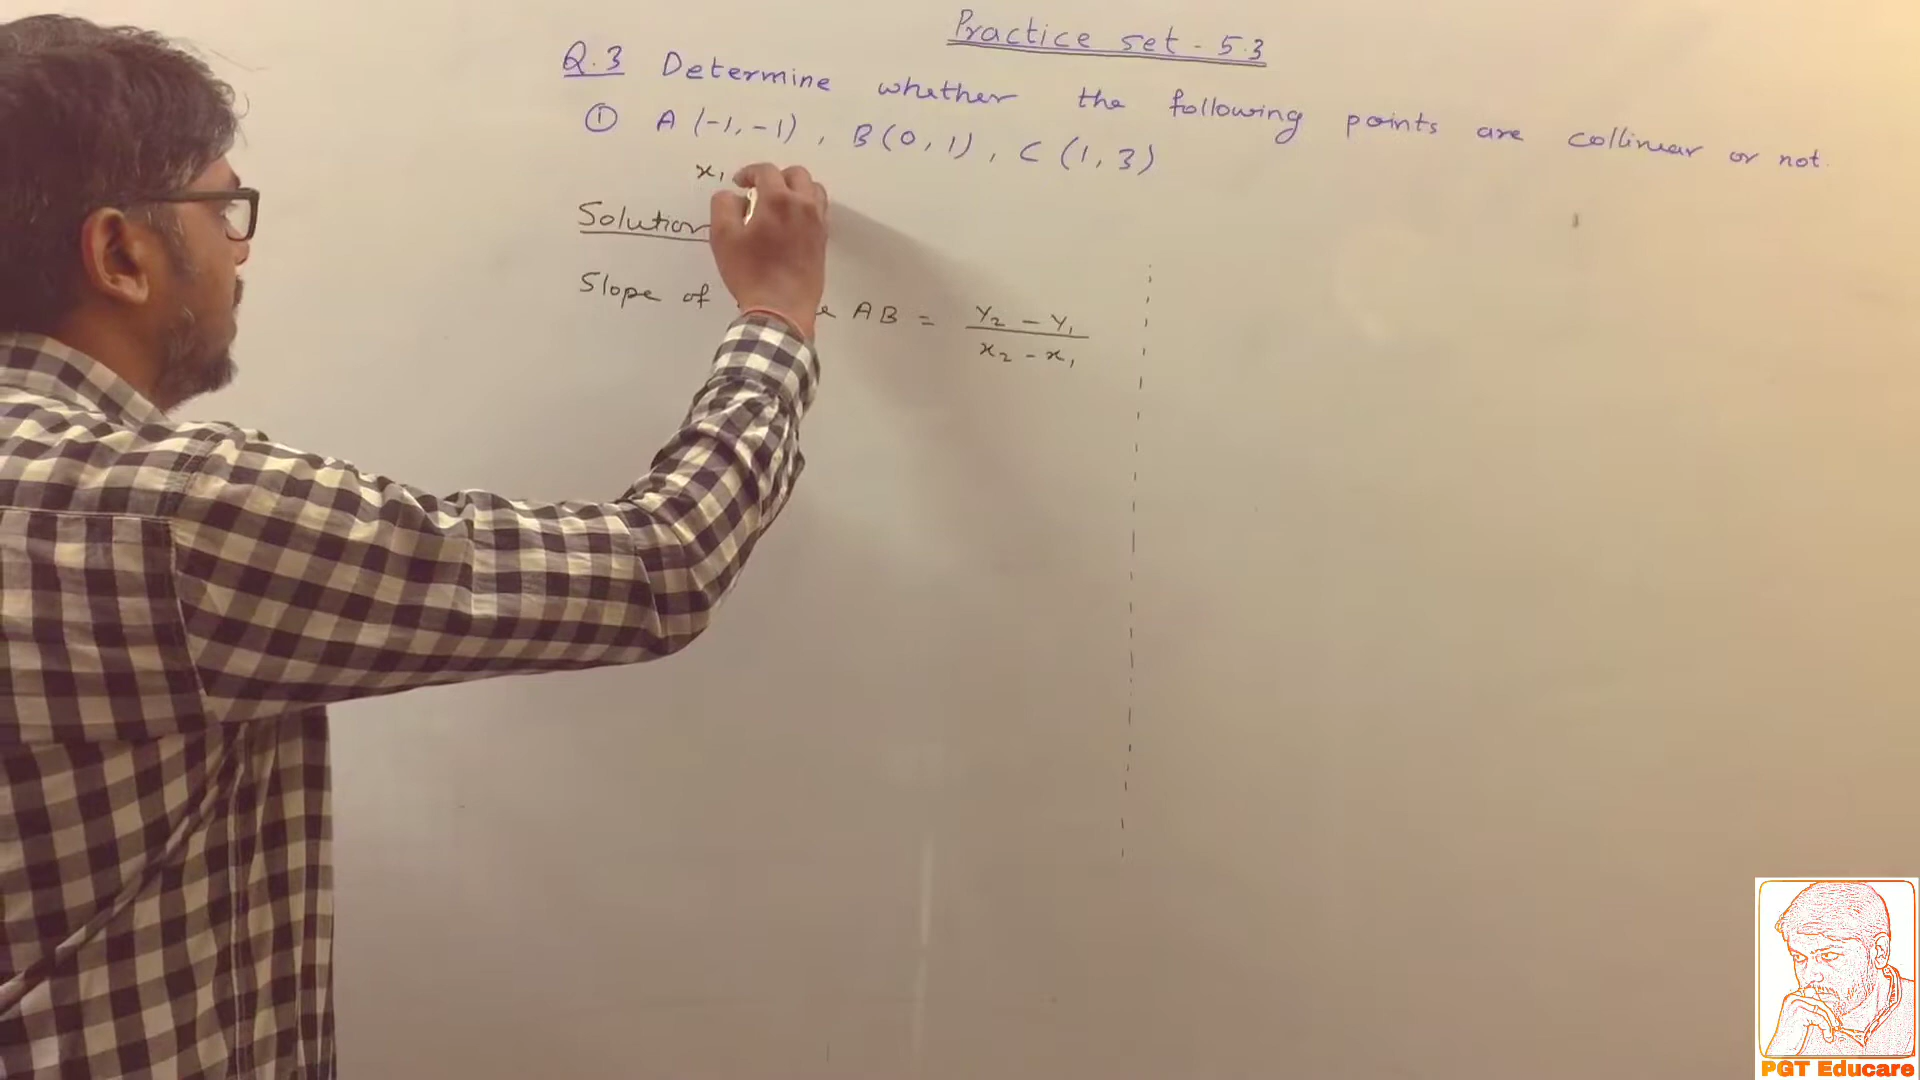 Practice set - 5.3
Q.3 Determine whether the following points are collinear or not.
① A (-1, -1) , B (0, 1) , C (1, 3)
x₁
Solution
Slope of AB = y₂ - y₁ / x₂ - x₁
PGT Educare